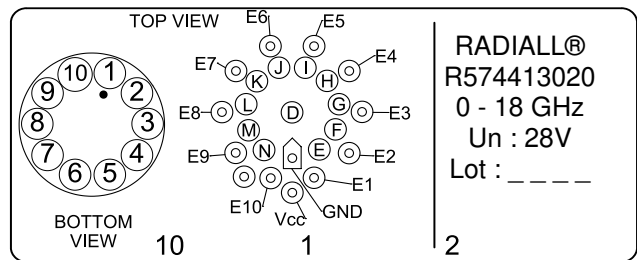 TOP VIEW
E6
E5
E7
E4
E8
E3
E9
E2
E10
E1
Vcc
GND
J
I
K
H
L
D
G
M
F
N
E
10
1
9
2
8
3
7
4
6
5
BOTTOM
VIEW
10
1
2
RADIALL®
R574413020
0 - 18 GHz
Un : 28V
Lot : _ _ _ _